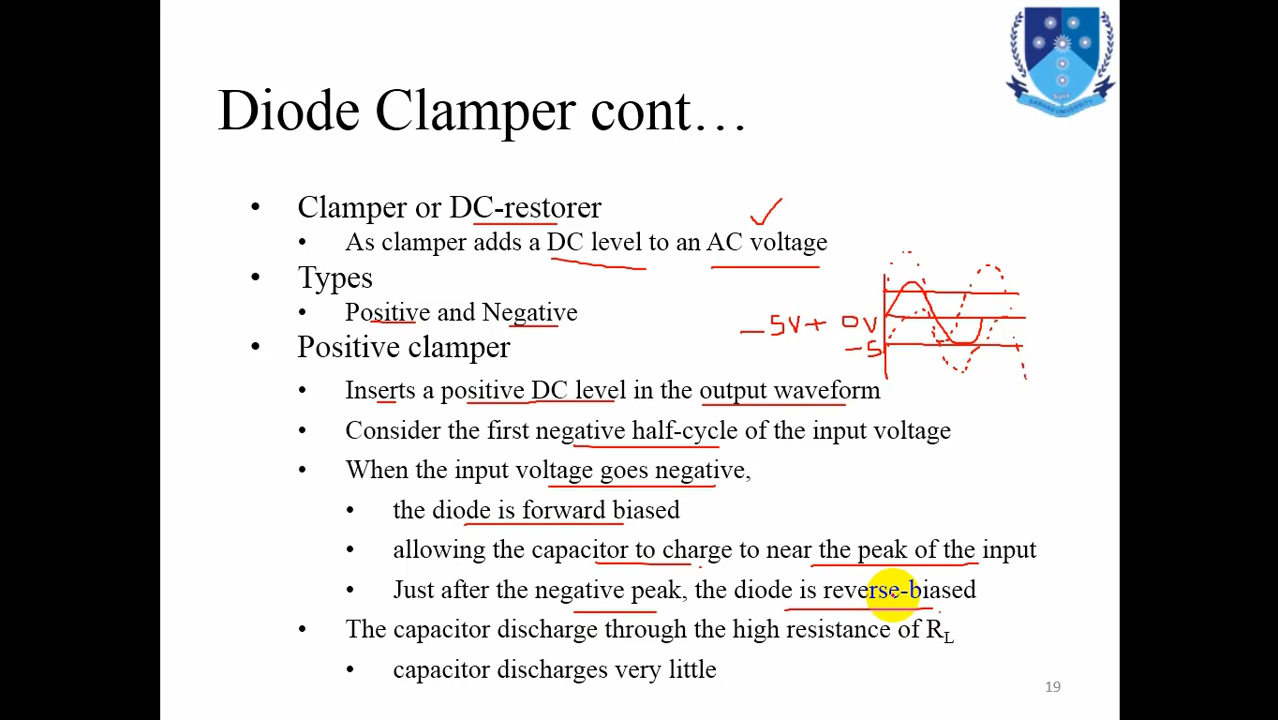 Diode Clamper cont…
• Clamper or DC-restorer
• As clamper adds a DC level to an AC voltage
• Types
• Positive and Negative
• Positive clamper
— 5V+ 0V
-5
• Inserts a positive DC level in the output waveform
• Consider the first negative half-cycle of the input voltage
• When the input voltage goes negative,
• the diode is forward biased
• allowing the capacitor to charge to near the peak of the input
• Just after the negative peak, the diode is reverse-biased
• The capacitor discharge through the high resistance of RL
• capacitor discharges very little
19